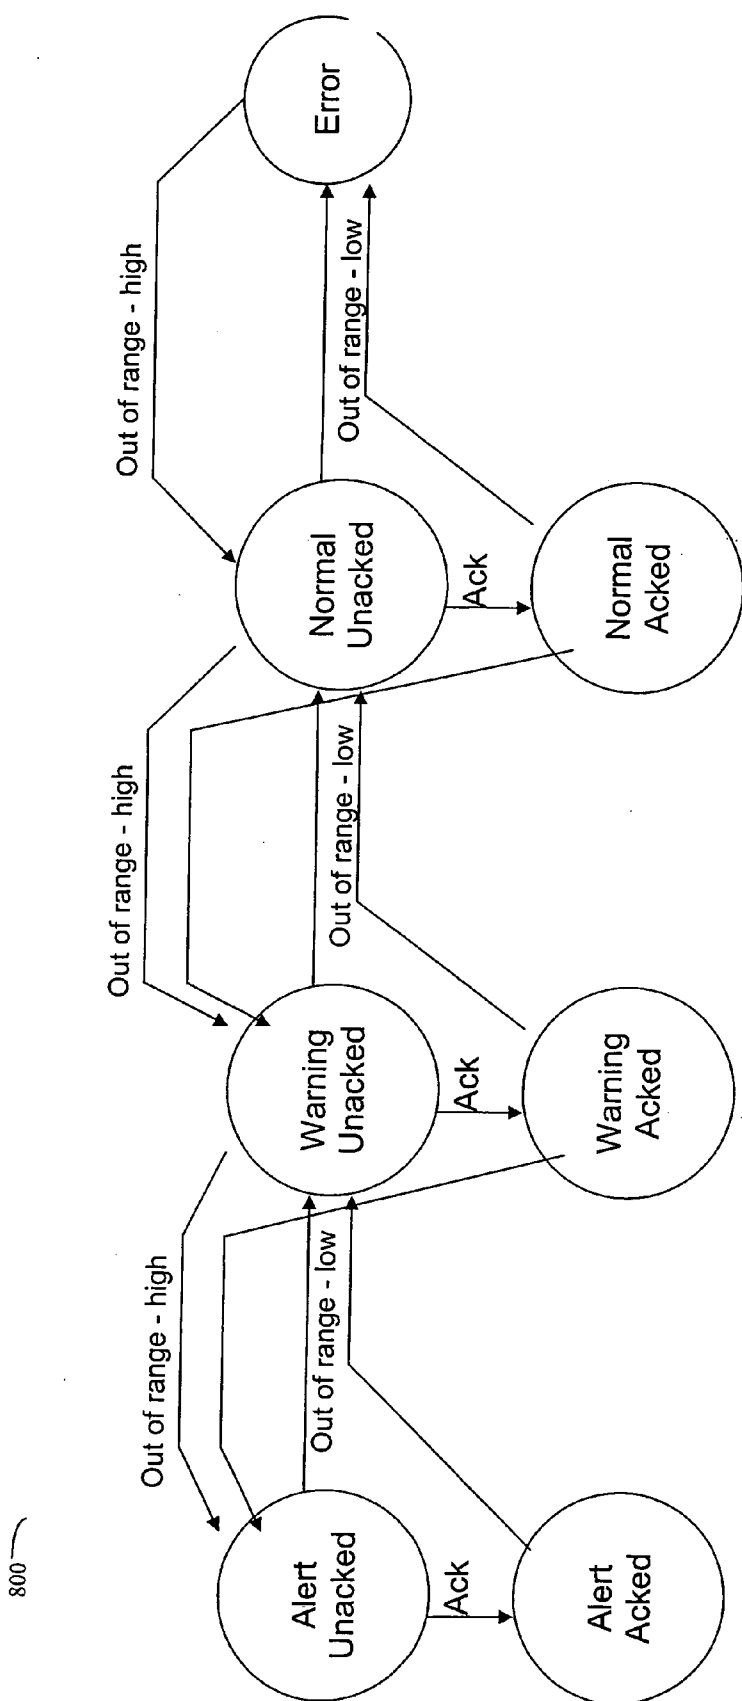 800
Out of range - high
Out of range - high
Out of range - high
Alert
Unacked
Out of range - low
Warning
Unacked
Out of range - low
Normal
Unacked
Out of range - low
Error
Ack
Ack
Ack
Alert
Acked
Warning
Acked
Normal
Acked